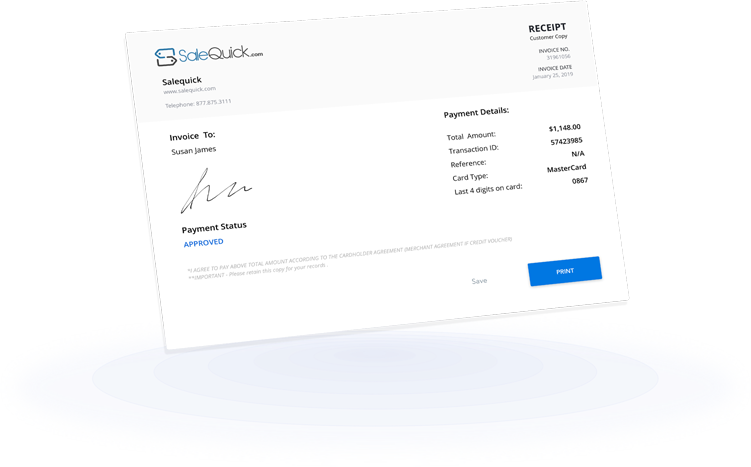 SaleQuick.com
Salequick
www.salequick.com
Telephone: 877.875.3111
RECEIPT
Customer Copy
INVOICE NO.
31961056
INVOICE DATE
January 25, 2019
Invoice To:
Susan James
Payment Status
APPROVED
Payment Details:
Total Amount: $1,148.00
Transaction ID: 57423985
Reference: N/A
Card Type: MasterCard
Last 4 digits on card: 0867
*I AGREE TO PAY ABOVE TOTAL AMOUNT ACCORDING TO THE CARDHOLDER AGREEMENT (MERCHANT AGREEMENT IF CREDIT VOUCHER)
**IMPORTANT - Please retain this copy for your records .
Save
PRINT